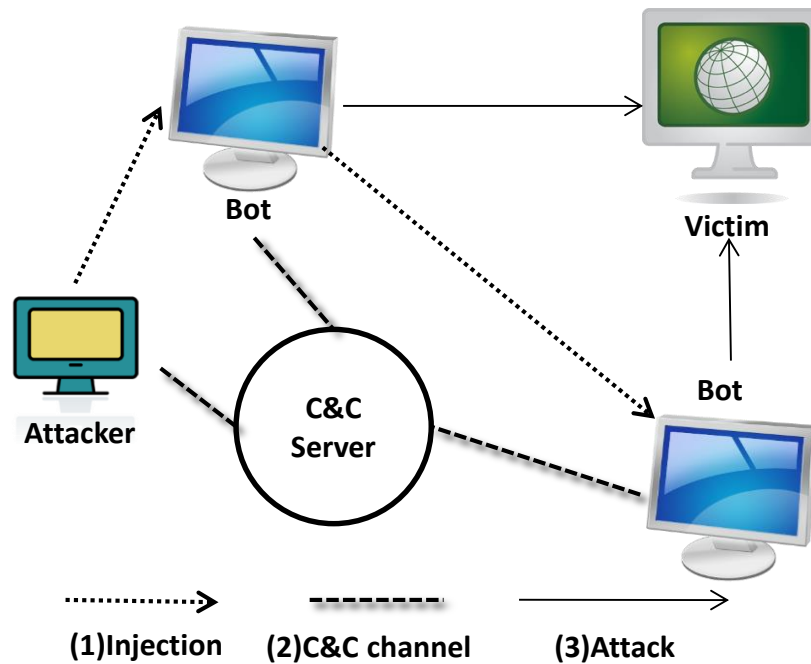 Bot
Victim
Bot
Attacker
C&C
Server
(1)Injection (2)C&C channel (3)Attack